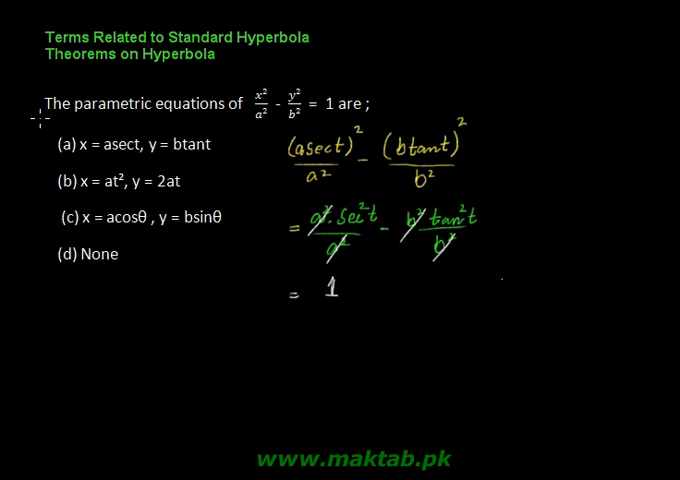 Terms Related to Standard Hyperbola
Theorems on Hyperbola
The parametric equations of x²/a² - y²/b² = 1 are ;
(a) x = asect, y = btant
(b) x = at², y = 2at
(c) x = acosθ , y = bsinθ
(d) None
(asect)²/a² - (btant)²/b²
= a².sec²t/a² - b²tan²t/b²
= 1
www.maktab.pk